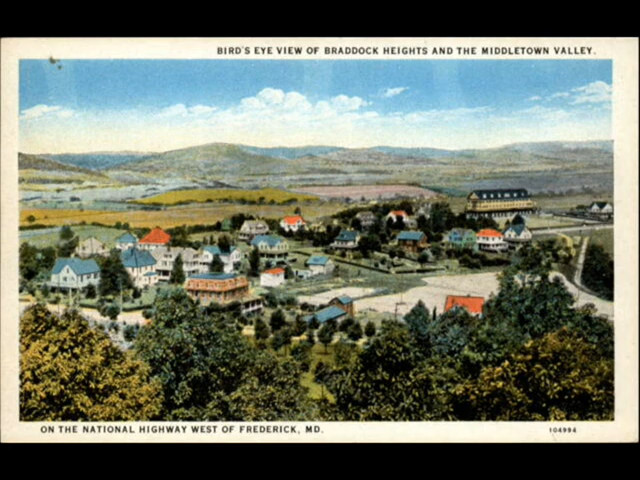 BIRD'S EYE VIEW OF BRADDOCK HEIGHTS AND THE MIDDLETOWN VALLEY.
ON THE NATIONAL HIGHWAY WEST OF FREDERICK, MD.
104994